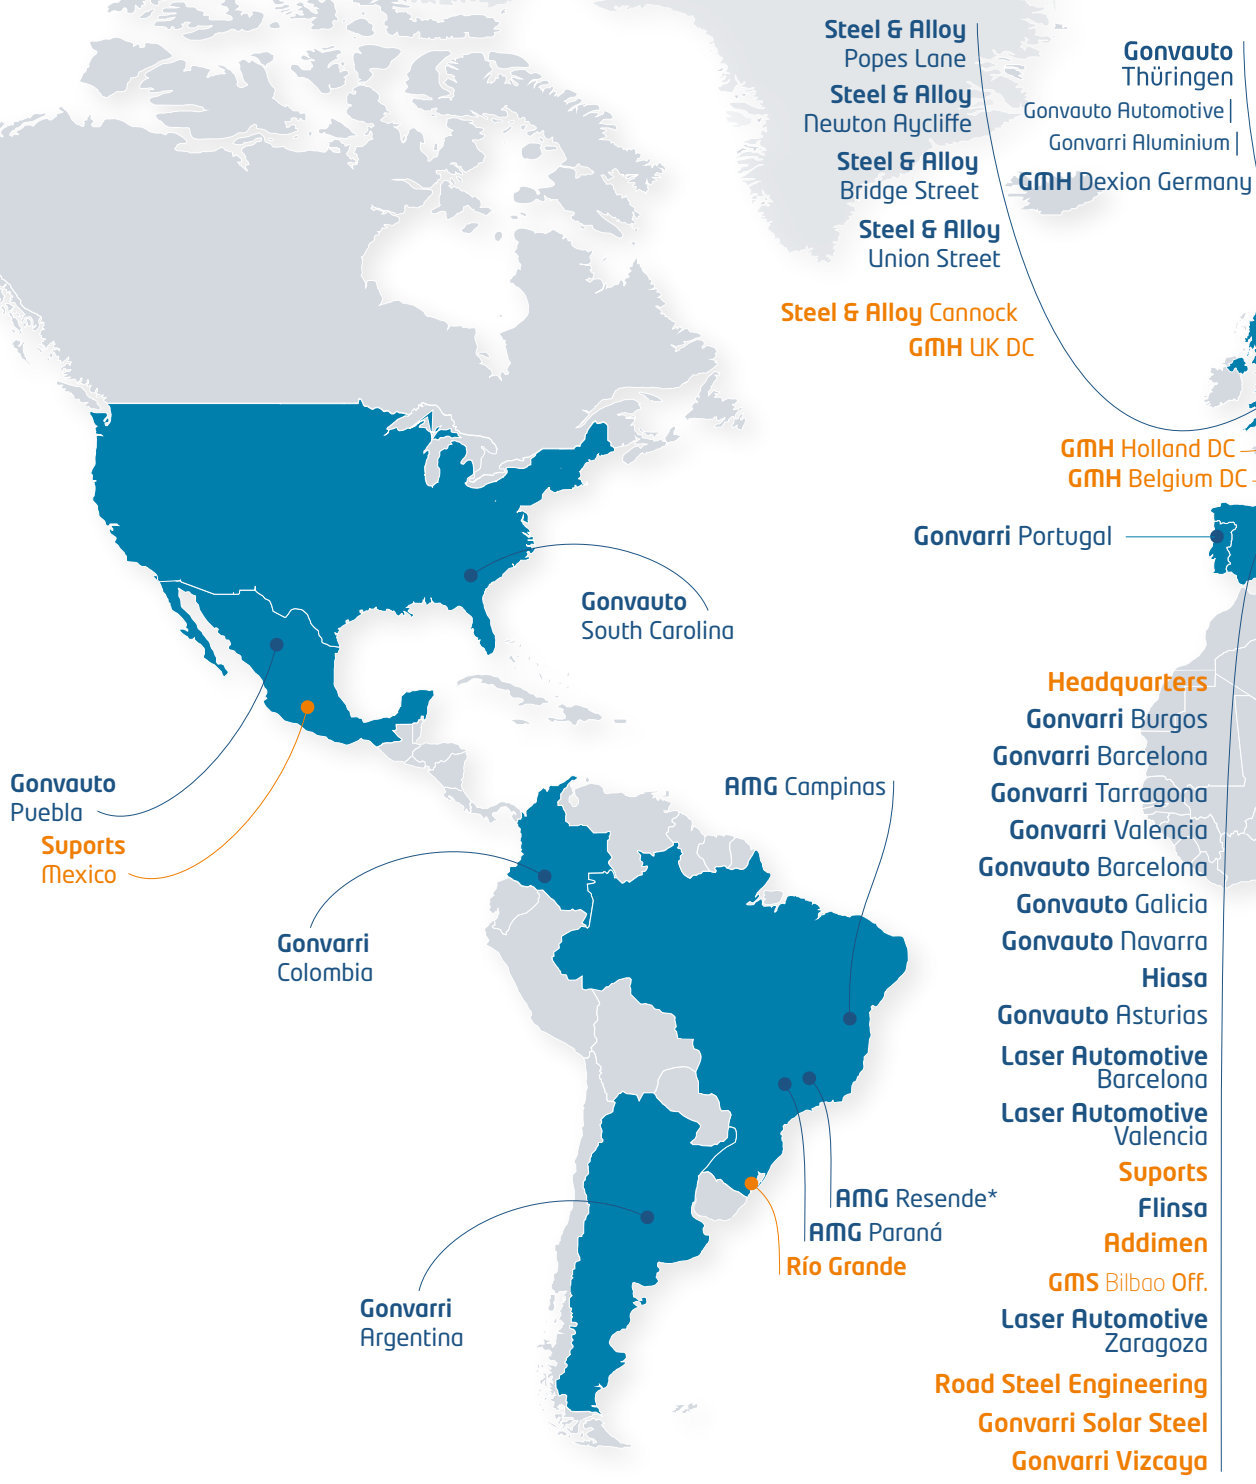 Steel & Alloy
Popes Lane
Steel & Alloy
Newton Aycliffe
Steel & Alloy
Bridge Street
Steel & Alloy
Union Street
Steel & Alloy Cannock
GMH UK DC
Gonvauto
Thüringen
Gonvauto Automotive
Gonvarri Aluminium
GMH Dexion Germany
GMH Holland DC
GMH Belgium DC
Gonvarri Portugal
Gonvauto
South Carolina
Gonvauto
Puebla
Suports
Mexico
Gonvarri
Colombia
AMG Campinas
AMG Resende*
AMG Paraná
Río Grande
Gonvarri
Argentina
Headquarters
Gonvarri Burgos
Gonvarri Barcelona
Gonvarri Tarragona
Gonvarri Valencia
Gonvauto Barcelona
Gonvauto Galicia
Gonvauto Navarra
Hiasa
Gonvauto Asturias
Laser Automotive
Barcelona
Laser Automotive
Valencia
Suports
Flinsa
Addimen
GMS Bilbao Off.
Laser Automotive
Zaragoza
Road Steel Engineering
Gonvarri Solar Steel
Gonvarri Vizcaya